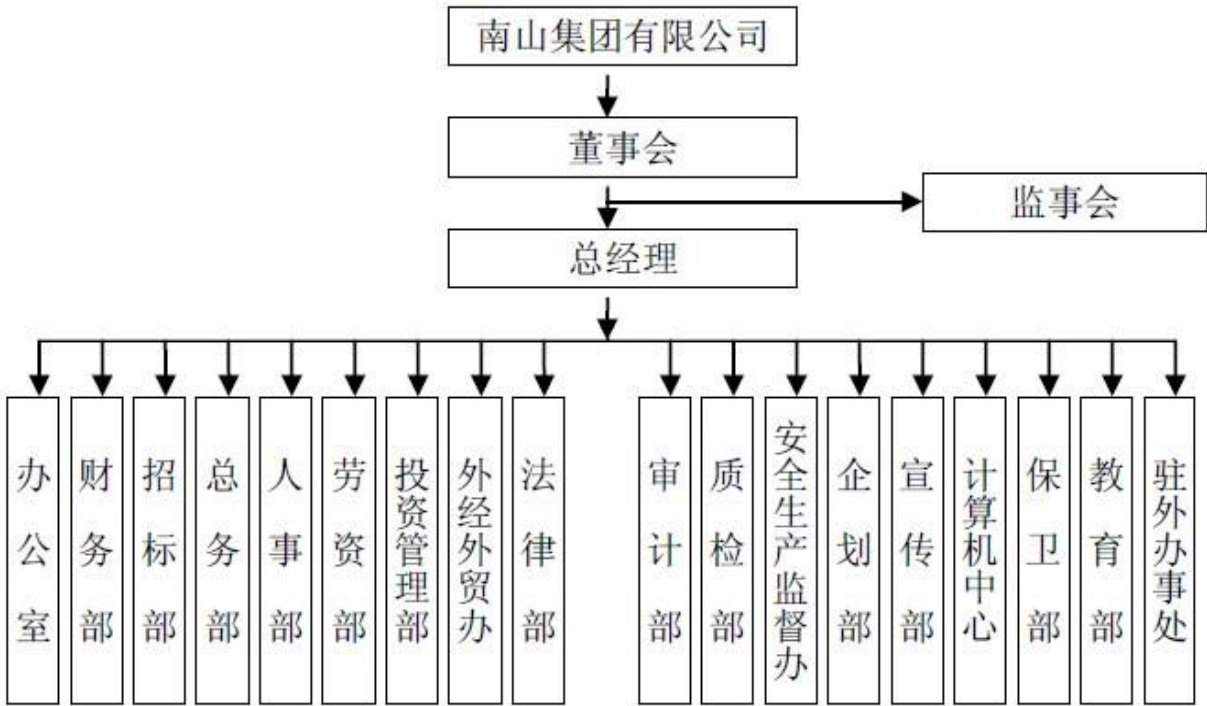 南山集团有限公司
董事会
监事会
总经理
办公室
财务部
招标部
总务部
人事部
劳资部
投资管理部
外经外贸办
法律部
审计部
质检部
安全生产监督办
企划部
宣传部
计算机中心
保卫部
教育部
驻外办事处